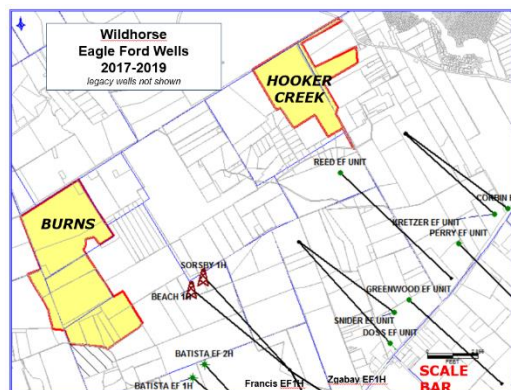 Wildhorse
Eagle Ford Wells
2017-2019
legacy wells not shown
HOOKER
CREEK
REED EF UNIT
CORBIN
BURNS
KRETZER EF UNIT
PERRY EF UNIT
SORSBY 1H
BEACH 1H
GREENWOOD EF UNIT
SNIDER EF UNIT
DOSS EF UNIT
BATISTA EF 2H
FEET
SCALE
BAR
BATISTA EF 1H
Francis EF1H
Zgabay EF1H